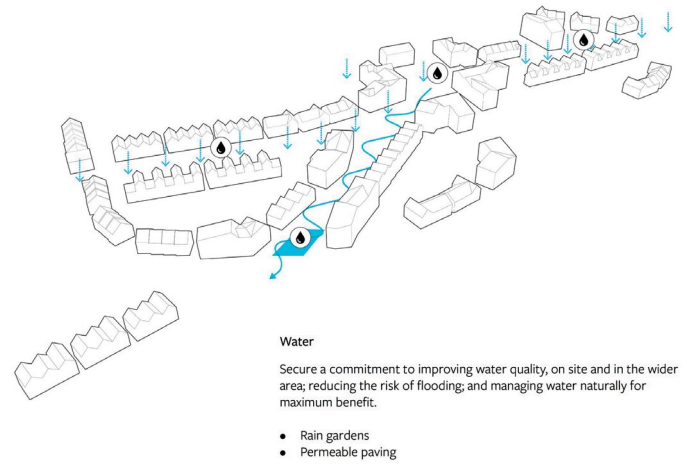 Water
Secure a commitment to improving water quality, on site and in the wider
area; reducing the risk of flooding; and managing water naturally for
maximum benefit.
● Rain gardens
● Permeable paving